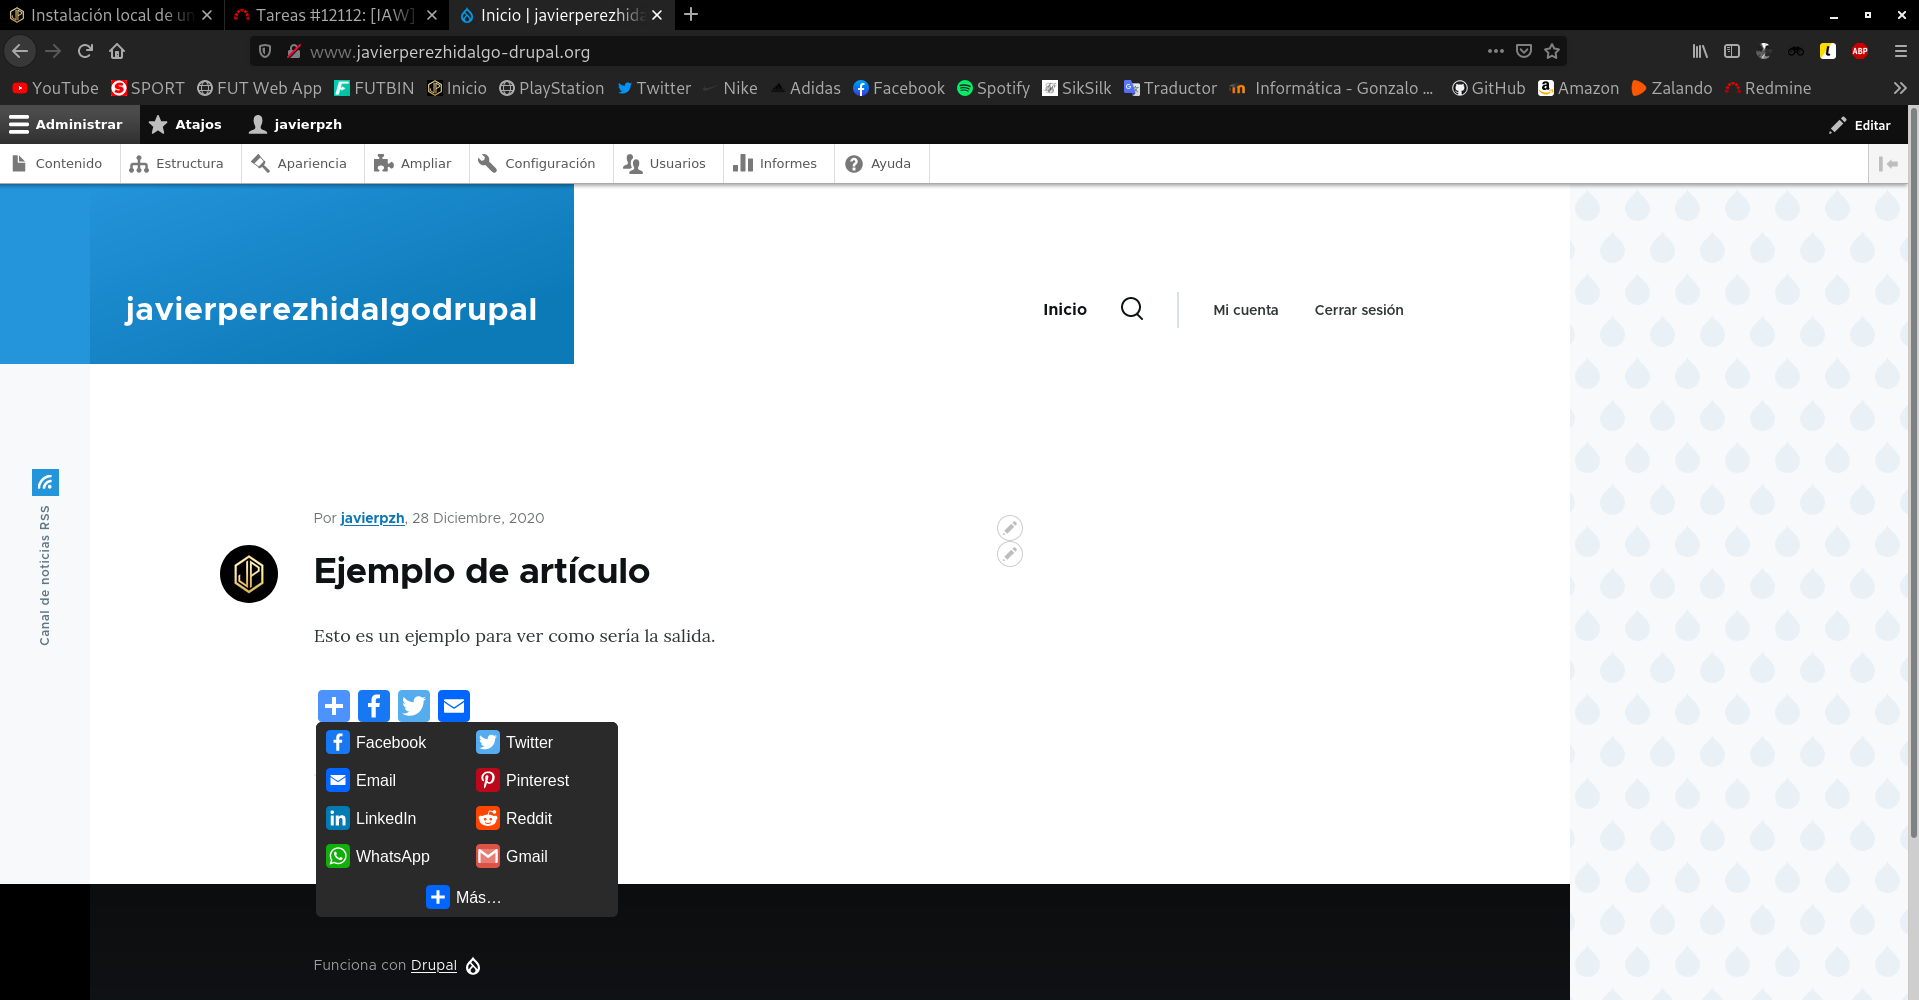 Instalación local de un
Tareas #12112: [IAW]
Inicio | javierperezhida
www.javierperezhidalgo-drupal.org
ABP
YouTube SPORT FUT Web App FUTBIN Inicio PlayStation Twitter Nike Adidas Facebook Spotify SikSilk Traductor Informática - Gonzalo ... GitHub Amazon Zalando Redmine
Administrar Atajos javierpzh Editar
Contenido Estructura Apariencia Ampliar Configuración Usuarios Informes Ayuda
javierperezhidalgodrupal
Inicio Mi cuenta Cerrar sesión
Canal de noticias RSS
Por javierpzh, 28 Diciembre, 2020
JP
Ejemplo de artículo
Esto es un ejemplo para ver como sería la salida.
Facebook Twitter
Email Pinterest
LinkedIn Reddit
WhatsApp Gmail
Más...
Funciona con Drupal